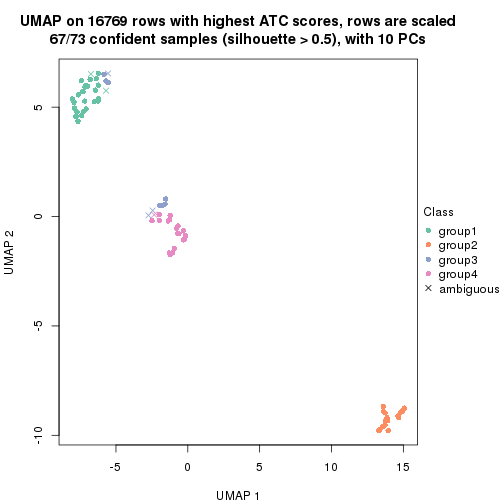 UMAP on 16769 rows with highest ATC scores, rows are scaled
67/73 confident samples (silhouette > 0.5), with 10 PCs
5
0
-5
-10
UMAP 2
-5
0
5
10
15
UMAP 1
Class
group1
group2
group3
group4
ambiguous